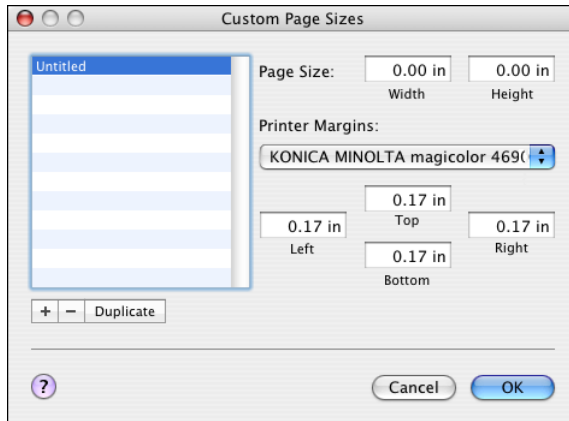 Custom Page Sizes
Untitled
Page Size:
0.00 in
0.00 in
Width
Height
Printer Margins:
KONICA MINOLTA magicolor 469(
0.17 in
Top
0.17 in
Left
0.17 in
Right
0.17 in
Bottom
+ − Duplicate
?
Cancel
OK